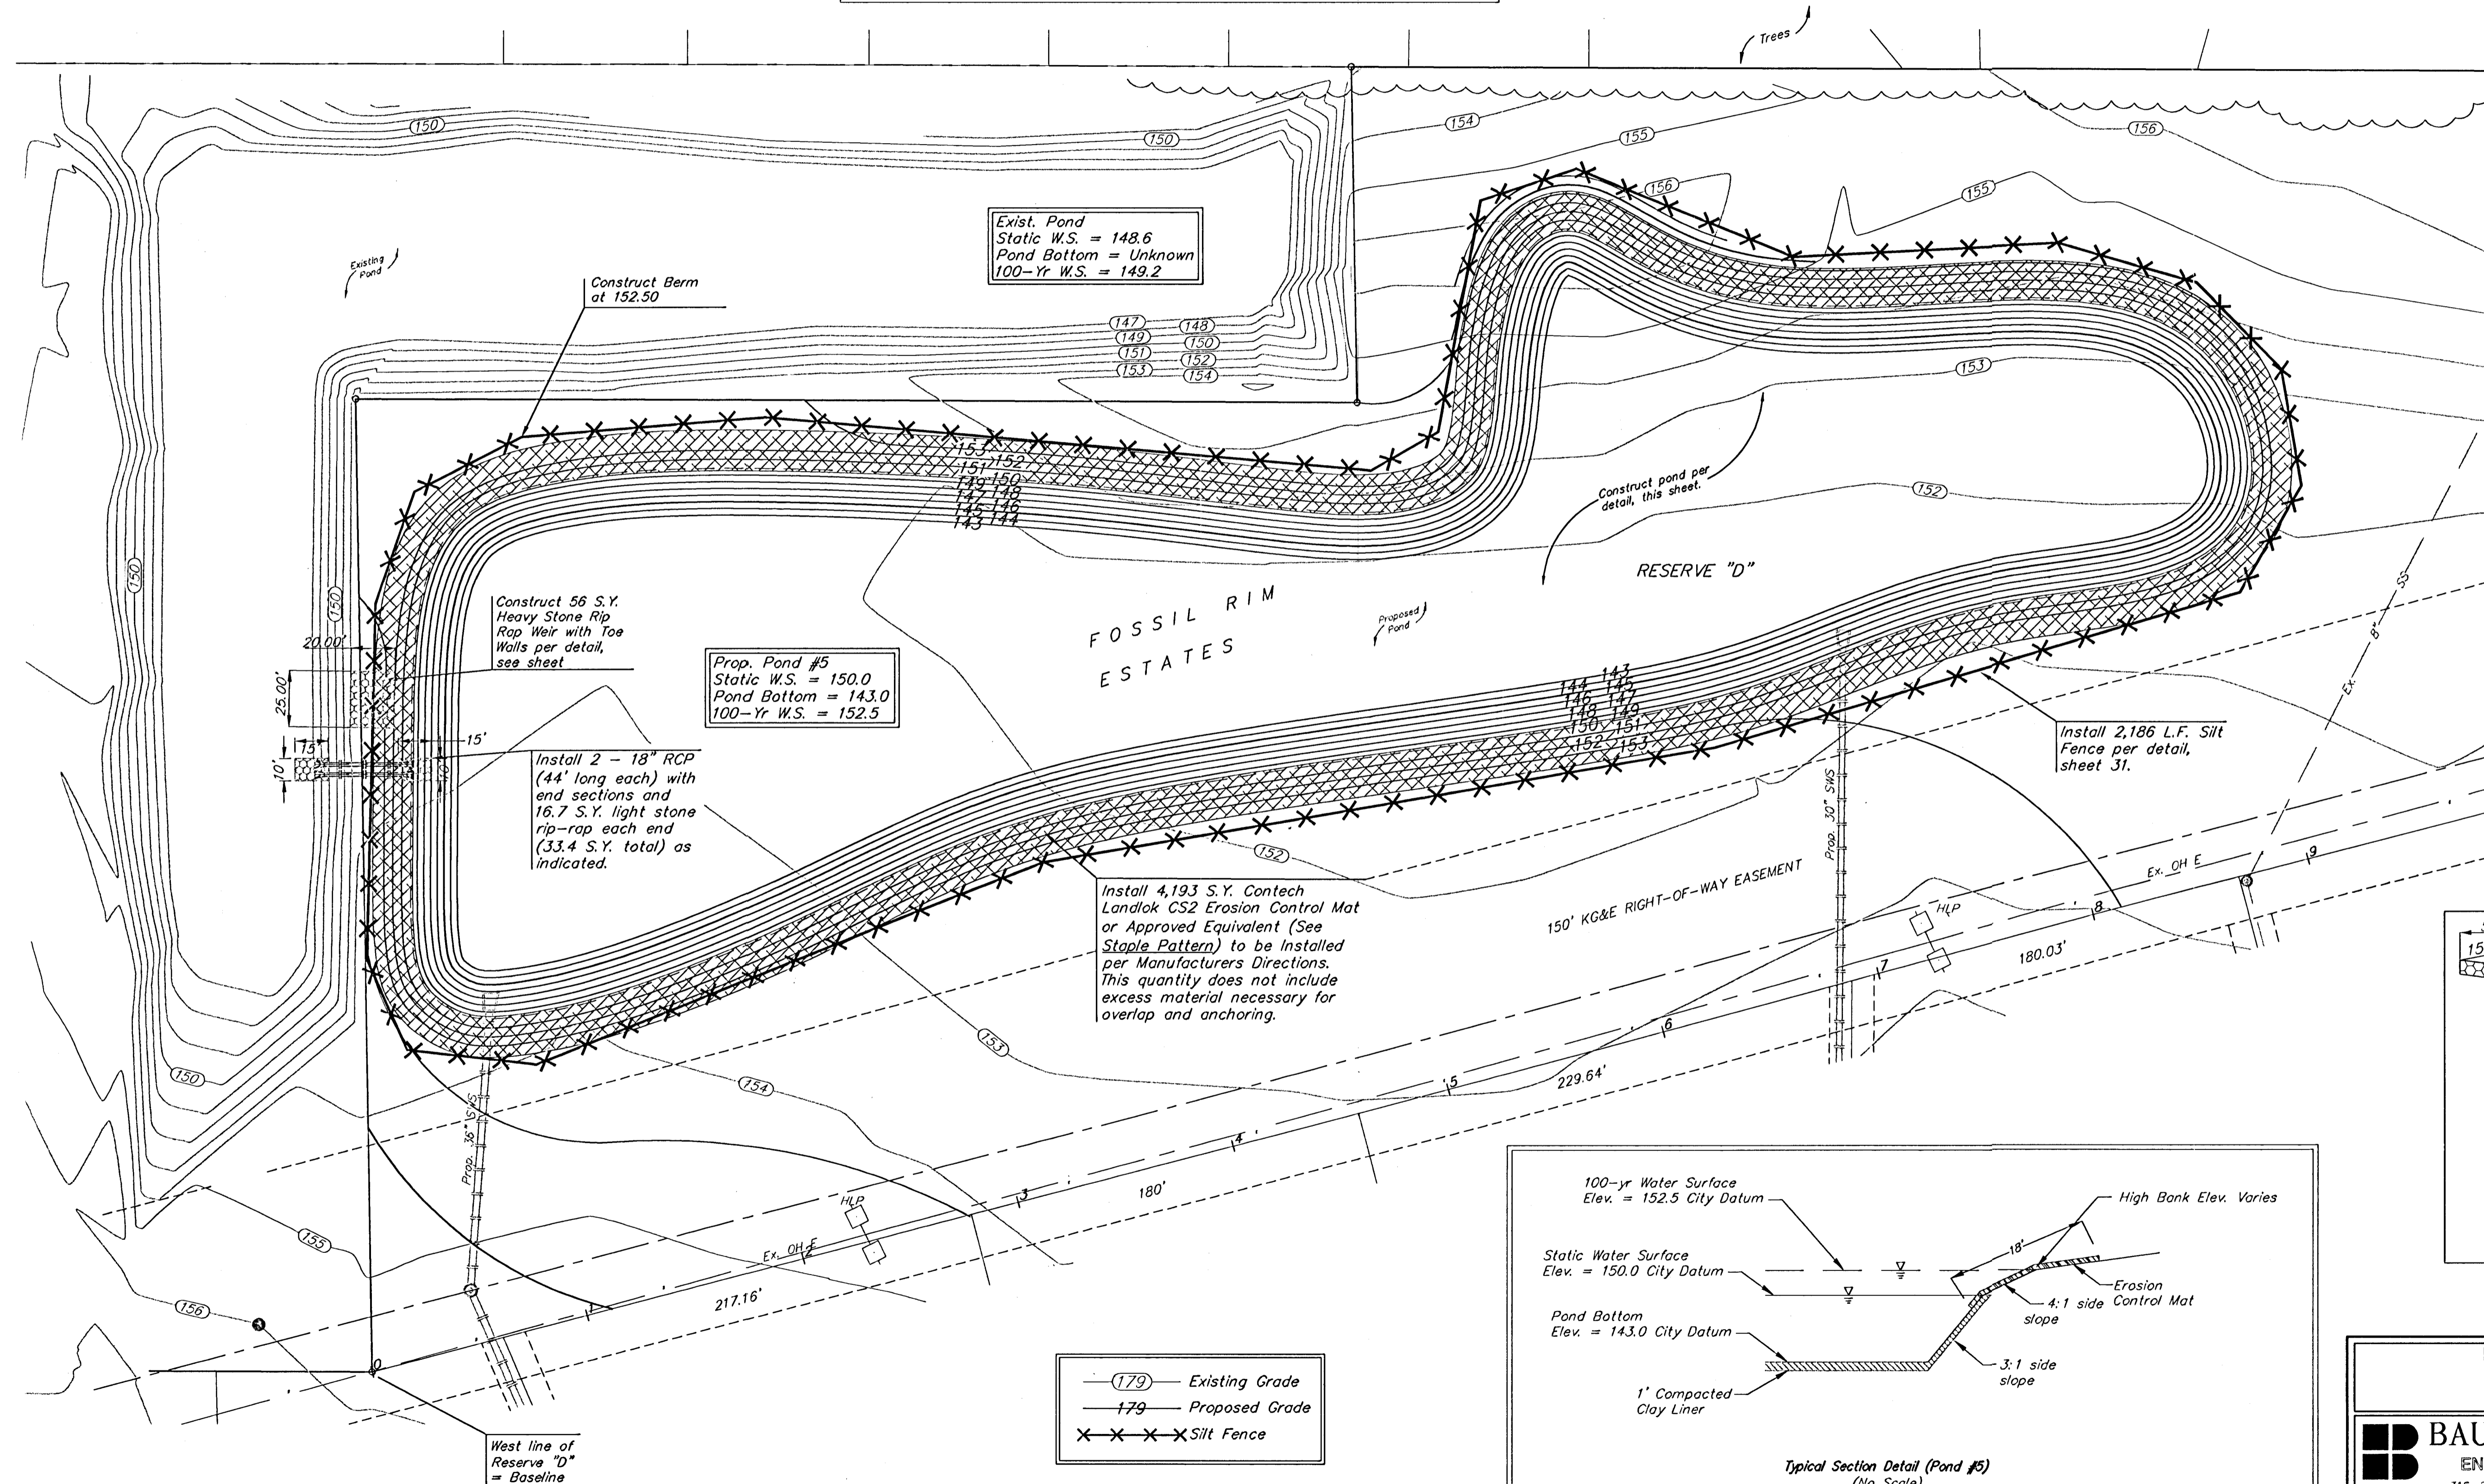 Trees
150
150
154
155
156
156
155
Exist. Pond
Static W.S. = 148.6
Pond Bottom = Unknown
100-Yr W.S. = 149.2
Existing
Pond
Construct Berm
at 152.50
147
148
149
150
151
152
153
154
153
153
152
151
150
149
148
147
146
145
144
143
Construct pond per
detail, this sheet.
152
RESERVE "D"
150
150
Construct 56 S.Y.
Heavy Stone Rip
Rap Weir with Toe
Walls per detail,
see sheet
20.00'
25.00'
FOSSIL RIM
ESTATES
Proposed
Pond
Prop. Pond #5
Static W.S. = 150.0
Pond Bottom = 143.0
100-Yr W.S. = 152.5
143
144
145
146
147
148
149
150
151
152
153
15'
15'
10'
10'
Install 2 - 18" RCP
(44' long each) with
end sections and
16.7 S.Y. light stone
rip-rap each end
(33.4 S.Y. total) as
indicated.
Install 2,186 L.F. Silt
Fence per detail,
sheet 31.
Ex. 8" SS
Prop. 30" SWS
152
Install 4,193 S.Y. Contech
Landlok CS2 Erosion Control Mat
or Approved Equivalent (See
Staple Pattern) to be Installed
per Manufacturers Directions.
This quantity does not include
excess material necessary for
overlap and anchoring.
150' KG&E RIGHT-OF-WAY EASEMENT
HLP
Ex. OH E
9
8
7
180.03'
6
5
229.64'
4
3
180'
153
154
150
Prop. 36" SWS
155
156
HLP
Ex. OH E
2
1
217.16'
0
15
West line of
Reserve "D"
= Baseline
179 Existing Grade
179 Proposed Grade
Silt Fence
100-yr Water Surface
Elev. = 152.5 City Datum
High Bank Elev. Varies
18'
Static Water Surface
Elev. = 150.0 City Datum
Erosion
Control Mat
4:1 side
slope
Pond Bottom
Elev. = 143.0 City Datum
3:1 side
slope
1' Compacted
Clay Liner
Typical Section Detail (Pond #5)
(No Scale)
BAU
EN